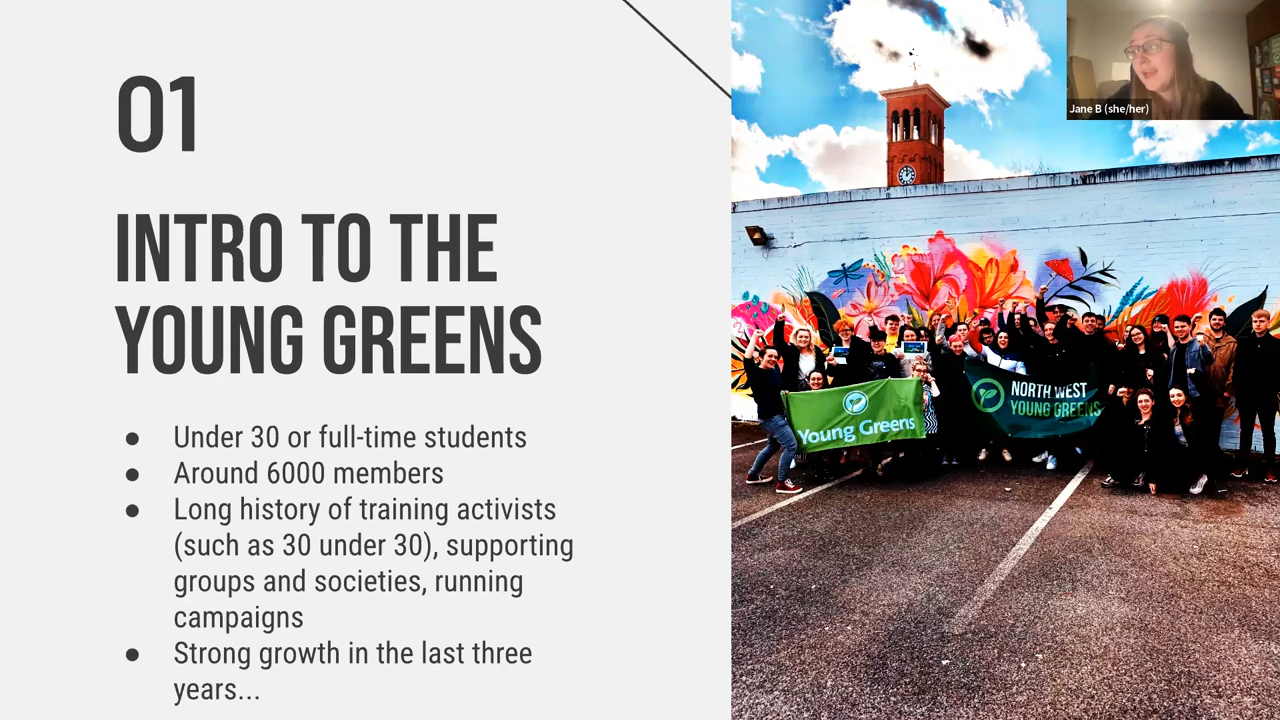 01
INTRO TO THE
YOUNG GREENS
● Under 30 or full-time students
● Around 6000 members
● Long history of training activists
(such as 30 under 30), supporting
groups and societies, running
campaigns
● Strong growth in the last three
years...
Jane B (she/her)
Young Greens
NORTH WEST
YOUNG GREENS